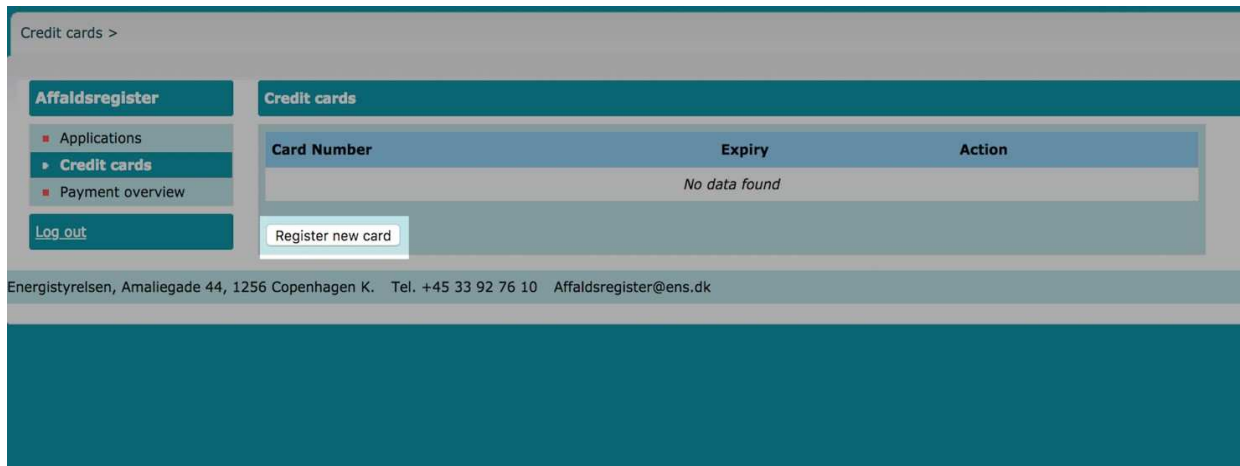 Credit cards >
Affaldsregister
Applications
Credit cards
Payment overview
Log out
Credit cards
Card Number Expiry Action
No data found
Register new card
Energistyrelsen, Amaliegade 44, 1256 Copenhagen K. Tel. +45 33 92 76 10 Affaldsregister@ens.dk